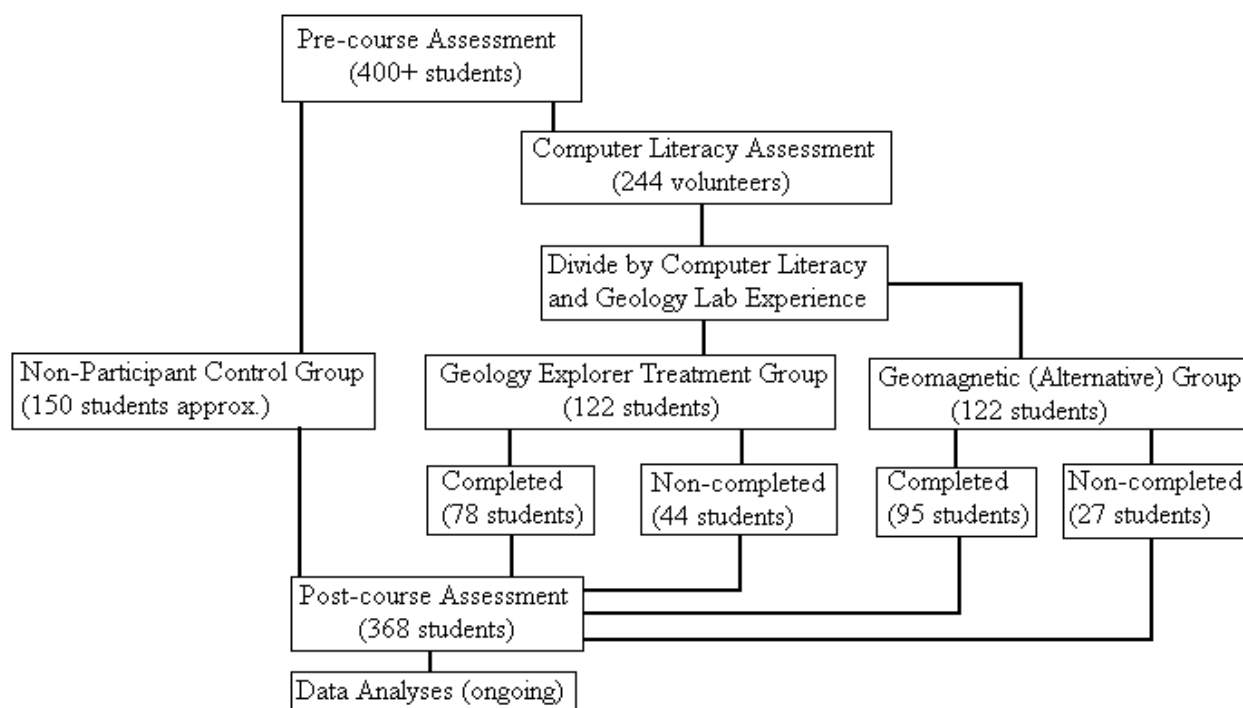 Pre-course Assessment
(400+ students)
Computer Literacy Assessment
(244 volunteers)
Divide by Computer Literacy
and Geology Lab Experience
Non-Participant Control Group
(150 students approx.)
Geology Explorer Treatment Group
(122 students)
Geomagnetic (Alternative) Group
(122 students)
Completed
(78 students)
Non-completed
(44 students)
Completed
(95 students)
Non-completed
(27 students)
Post-course Assessment
(368 students)
Data Analyses (ongoing)